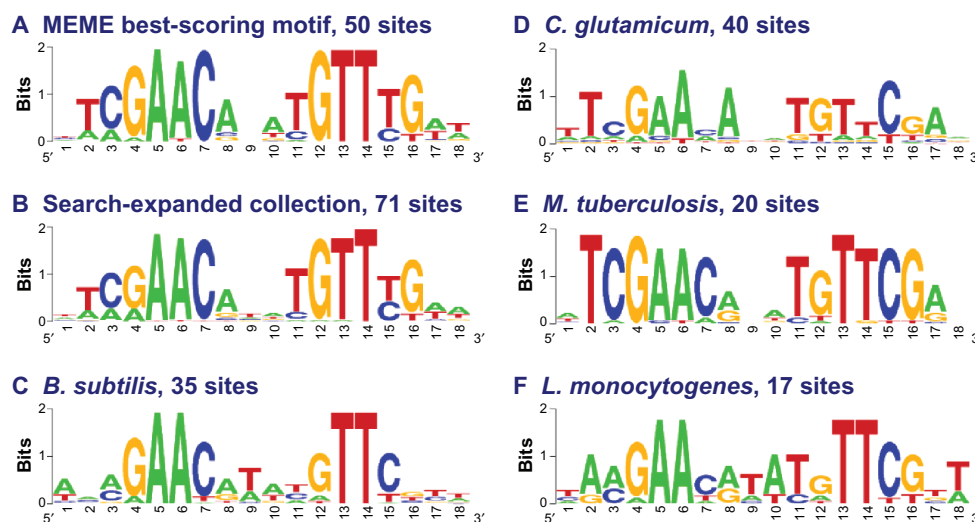 A MEME best-scoring motif, 50 sites
2
1
0
Bits
5′ 1 2 3 4 5 6 7 8 9 10 11 12 13 14 15 16 17 18 3′
B Search-expanded collection, 71 sites
2
1
0
Bits
5′ 1 2 3 4 5 6 7 8 9 10 11 12 13 14 15 16 17 18 3′
C B. subtilis, 35 sites
2
1
0
Bits
5′ 1 2 3 4 5 6 7 8 9 10 11 12 13 14 15 16 17 18 3′
D C. glutamicum, 40 sites
2
1
0
Bits
5′ 1 2 3 4 5 6 7 8 9 10 11 12 13 14 15 16 17 18 3′
E M. tuberculosis, 20 sites
2
1
0
Bits
5′ 1 2 3 4 5 6 7 8 9 10 11 12 13 14 15 16 17 18 3′
F L. monocytogenes, 17 sites
2
1
0
Bits
5′ 1 2 3 4 5 6 7 8 9 10 11 12 13 14 15 16 17 18 3′